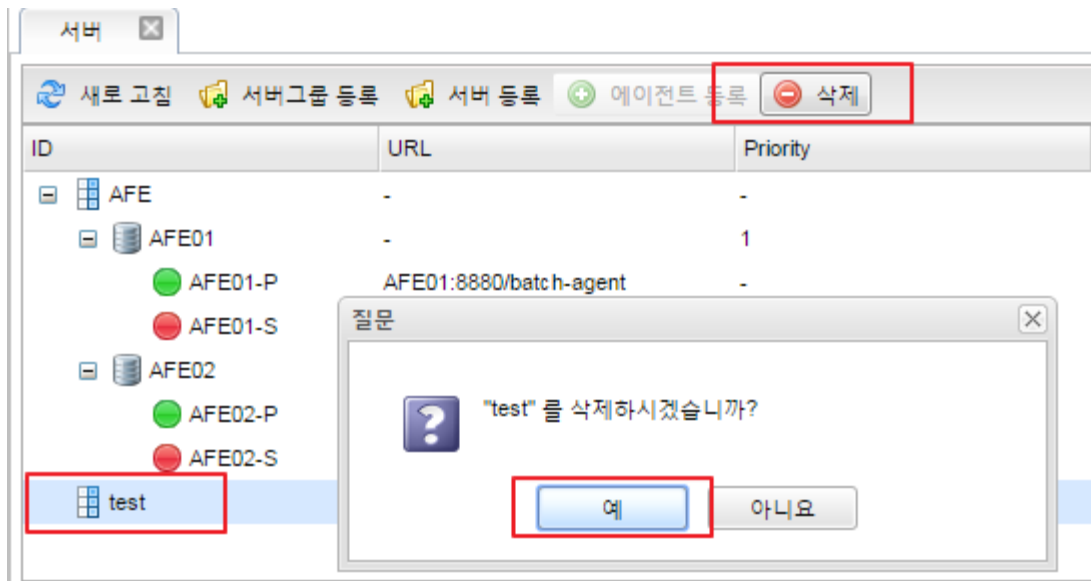 서버
새로 고침 서버그룹 등록 서버 등록 에이전트 등록 삭제
ID URL Priority
AFE - -
AFE01 - 1
AFE01-P AFE01:8880/batch-agent -
AFE01-S
AFE02
AFE02-P
AFE02-S
test
질문
"test" 를 삭제하시겠습니까?
예 아니요